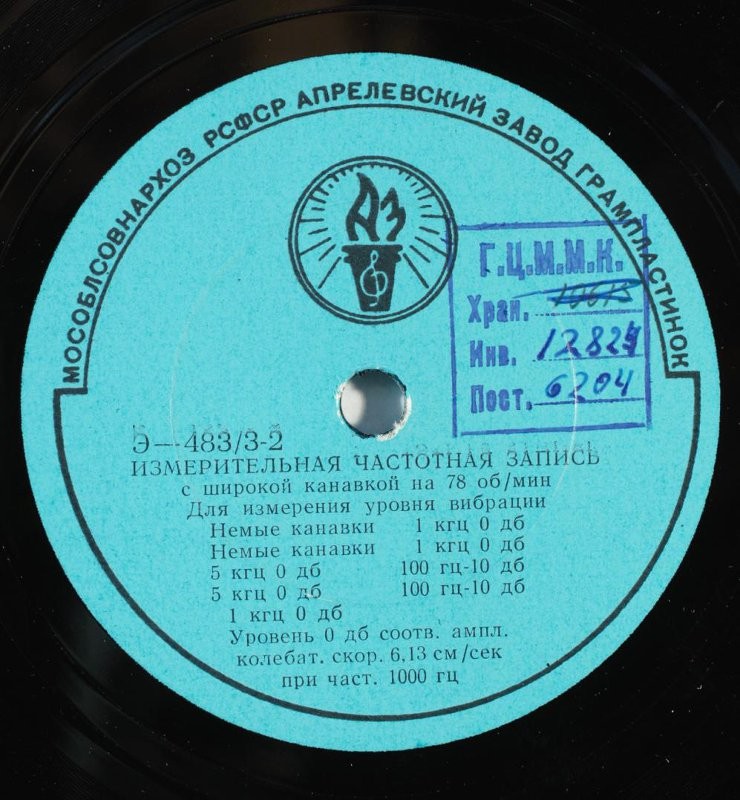 МОСОБЛСОВНАРХОЗ РСФСР АПРЕЛЕВСКИЙ ЗАВОД ГРАМПЛАСТИНОК
АЗ
Г.Ц.М.М.К.
Хран.
Инв. 12824
Пост. 6204
Э—483/3-2
ИЗМЕРИТЕЛЬНАЯ ЧАСТОТНАЯ ЗАПИСЬ
с широкой канавкой на 78 об/мин
Для измерения уровня вибрации
Немые канавки 1 кгц 0 дб
Немые канавки 1 кгц 0 дб
5 кгц 0 дб 100 гц-10 дб
5 кгц 0 дб 100 гц-10 дб
1 кгц 0 дб
Уровень 0 дб соотв. ампл.
колебат. скор. 6,13 см/сек
при част. 1000 гц